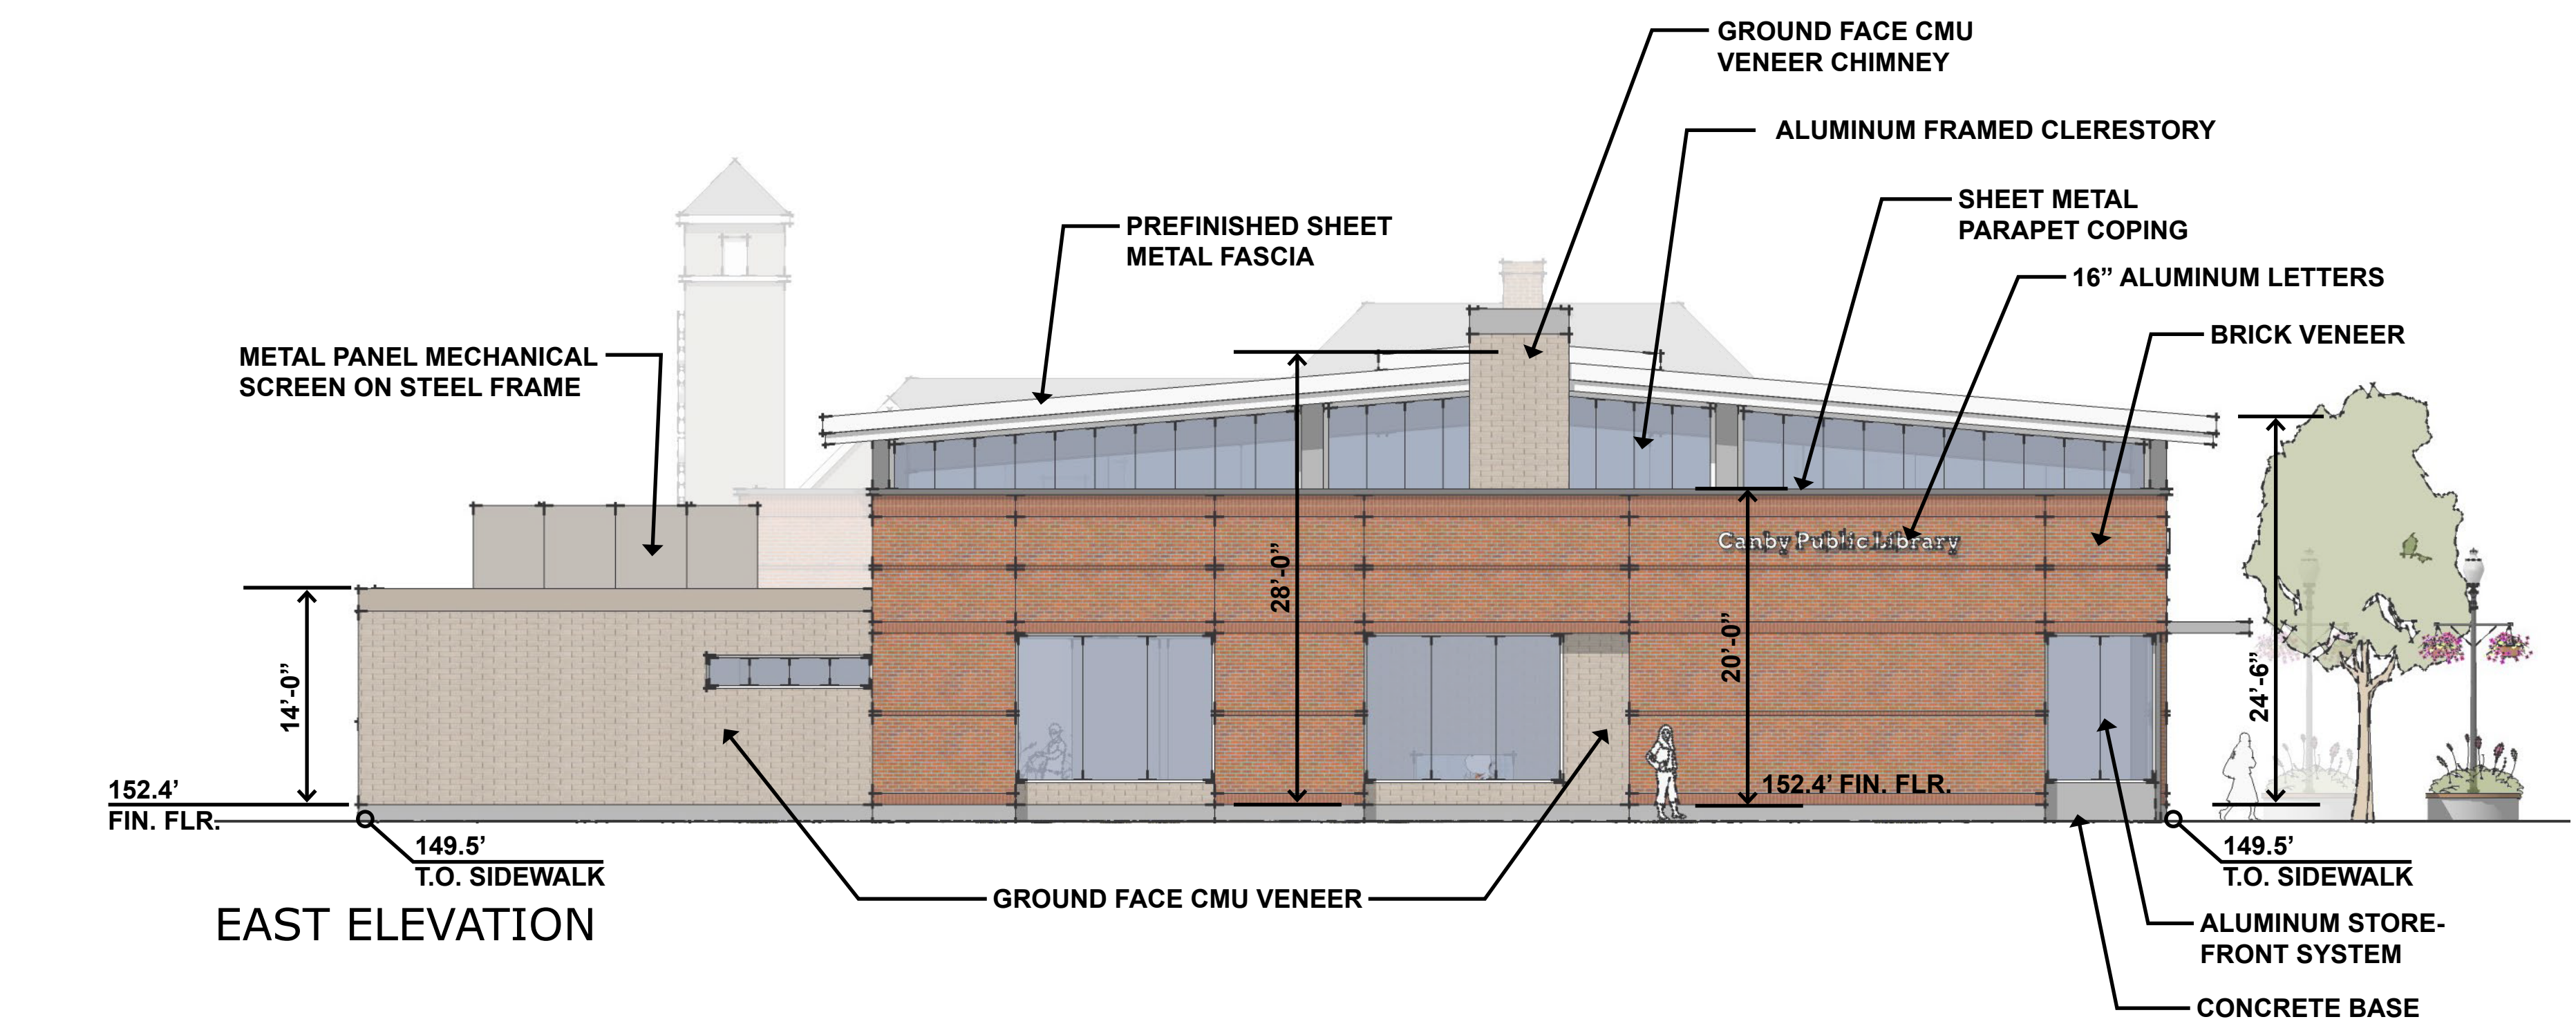 GROUND FACE CMU
VENEER CHIMNEY
ALUMINUM FRAMED CLERESTORY
SHEET METAL
PARAPET COPING
PREFINISHED SHEET
METAL FASCIA
16” ALUMINUM LETTERS
BRICK VENEER
METAL PANEL MECHANICAL
SCREEN ON STEEL FRAME
Canby Public Library
28’-0”
20’-0”
14’-0”
24’-6”
152.4’
FIN. FLR.
152.4’ FIN. FLR.
149.5’
T.O. SIDEWALK
149.5’
T.O. SIDEWALK
GROUND FACE CMU VENEER
EAST ELEVATION
ALUMINUM STORE-
FRONT SYSTEM
CONCRETE BASE